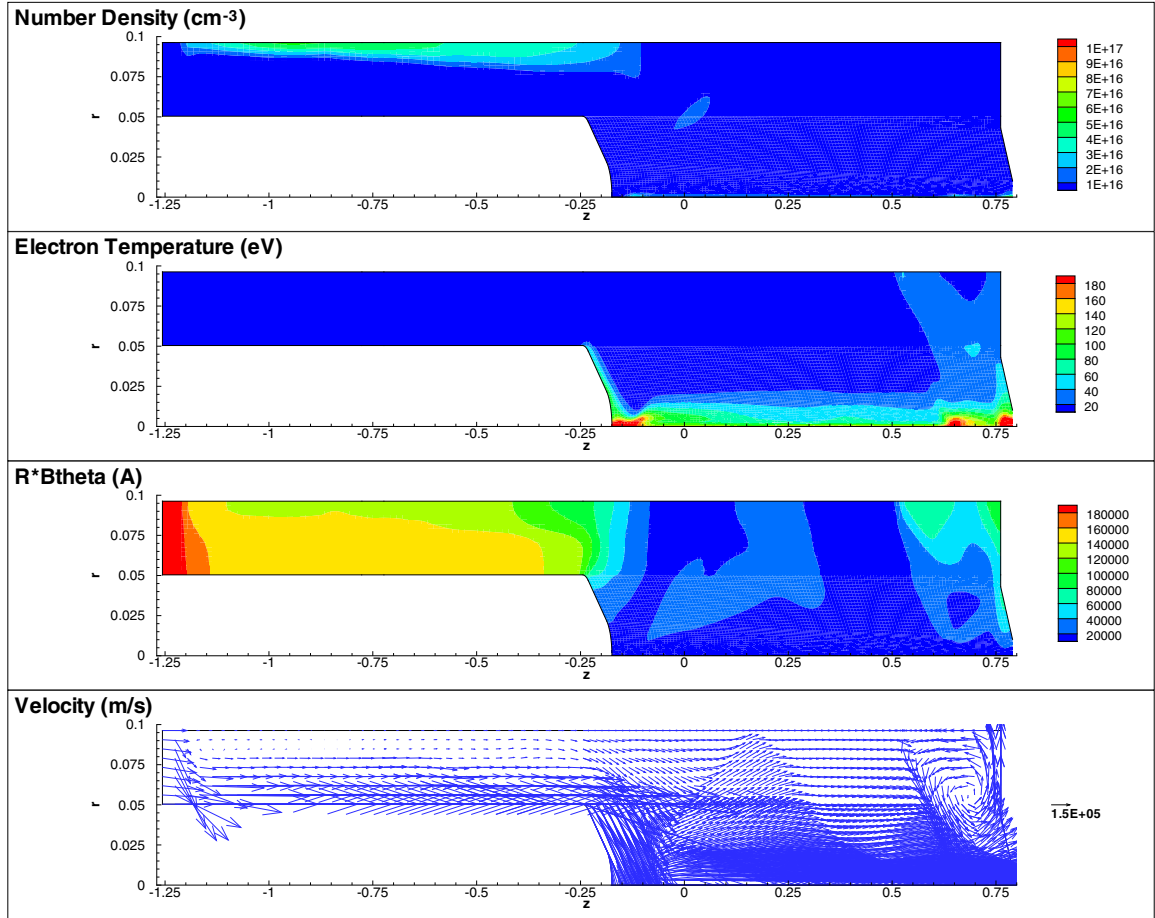 Number Density (cm-3)
0.1
0.075
0.05
0.025
0
r
-1.25 -1 -0.75 -0.5 -0.25 0 0.25 0.5 0.75
z
1E+17
9E+16
8E+16
7E+16
6E+16
5E+16
4E+16
3E+16
2E+16
1E+16
Electron Temperature (eV)
0.1
0.075
0.05
0.025
0
r
-1.25 -1 -0.75 -0.5 -0.25 0 0.25 0.5 0.75
z
180
160
140
120
100
80
60
40
20
R*Btheta (A)
0.1
0.075
0.05
0.025
0
r
-1.25 -1 -0.75 -0.5 -0.25 0 0.25 0.5 0.75
z
180000
160000
140000
120000
100000
80000
60000
40000
20000
Velocity (m/s)
0.1
0.075
0.05
0.025
0
r
-1.25 -1 -0.75 -0.5 -0.25 0 0.25 0.5 0.75
z
1.5E+05